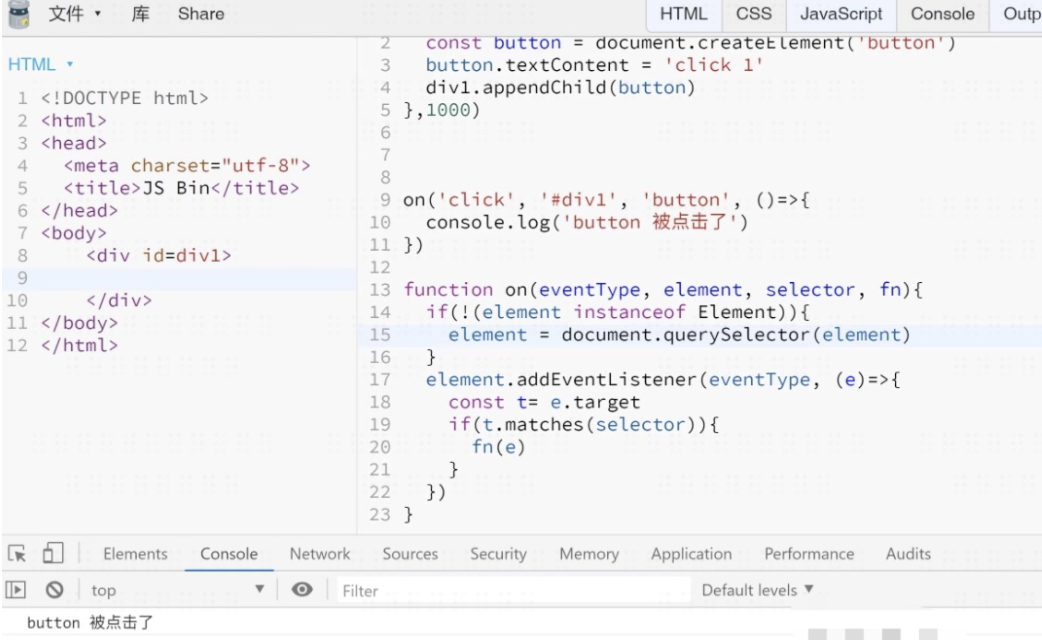 文件 库 Share HTML CSS JavaScript Console Outp
HTML
1 <!DOCTYPE html>
2 <html>
3 <head>
4 <meta charset="utf-8">
5 <title>JS Bin</title>
6 </head>
7 <body>
8 <div id=div1>
9
10 </div>
11 </body>
12 </html>
2 const button = document.createElement('button')
3 button.textContent = 'click 1'
4 div1.appendChild(button)
5 },1000)
6
7
8
9 on('click', '#div1', 'button', ()=>{
10 console.log('button 被点击了')
11 })
12
13 function on(eventType, element, selector, fn){
14 if(!(element instanceof Element)){
15 element = document.querySelector(element)
16 }
17 element.addEventListener(eventType, (e)=>{
18 const t= e.target
19 if(t.matches(selector)){
20 fn(e)
21 }
22 })
23 }
Elements Console Network Sources Security Memory Application Performance Audits
top Filter Default levels
button 被点击了